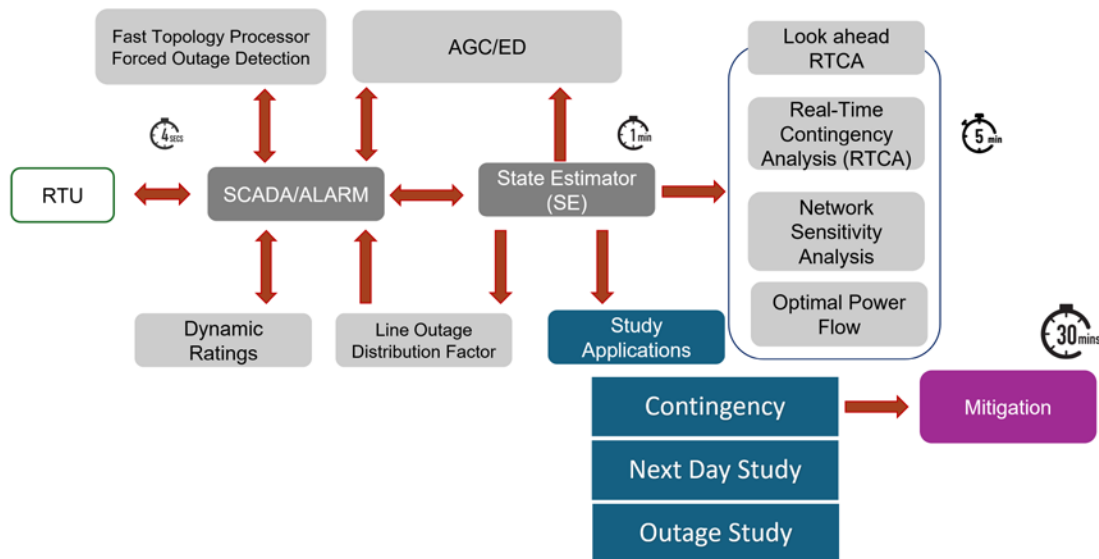 Fast Topology Processor
Forced Outage Detection
AGC/ED
Look ahead
RTCA
4 SECS
1 min
Real-Time
Contingency
Analysis (RTCA)
5 min
RTU
SCADA/ALARM
State Estimator
(SE)
Network
Sensitivity
Analysis
Dynamic
Ratings
Line Outage
Distribution Factor
Study
Applications
Optimal Power
Flow
30 mins
Contingency
Mitigation
Next Day Study
Outage Study